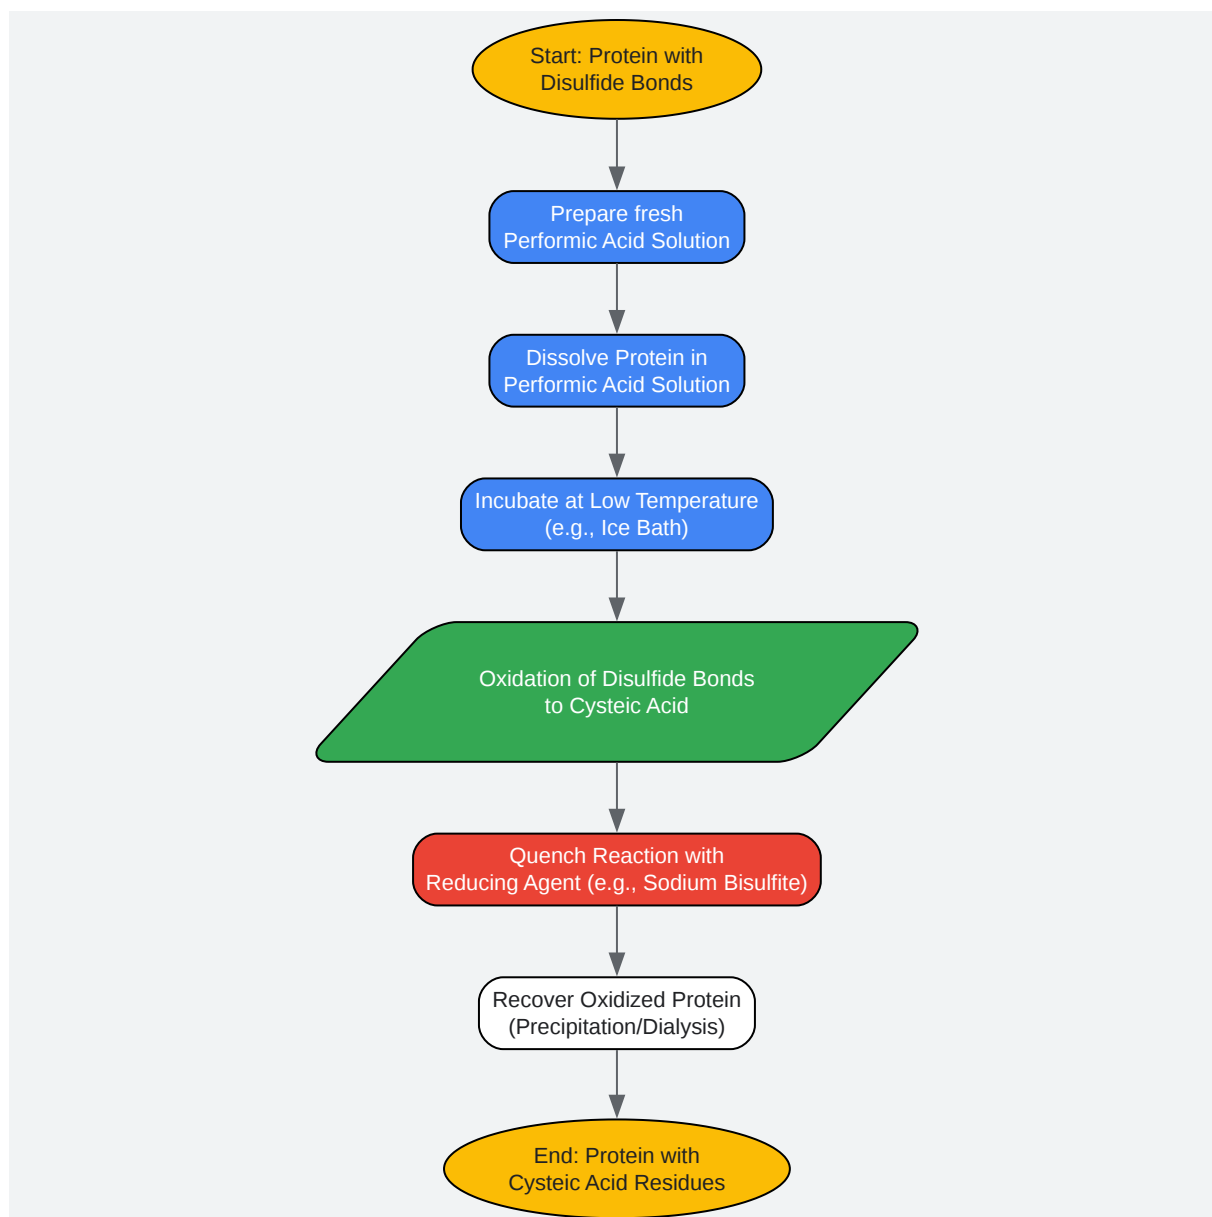 Start: Protein with
Disulfide Bonds
Prepare fresh
Performic Acid Solution
Dissolve Protein in
Performic Acid Solution
Incubate at Low Temperature
(e.g., Ice Bath)
Oxidation of Disulfide Bonds
to Cysteic Acid
Quench Reaction with
Reducing Agent (e.g., Sodium Bisulfite)
Recover Oxidized Protein
(Precipitation/Dialysis)
End: Protein with
Cysteic Acid Residues